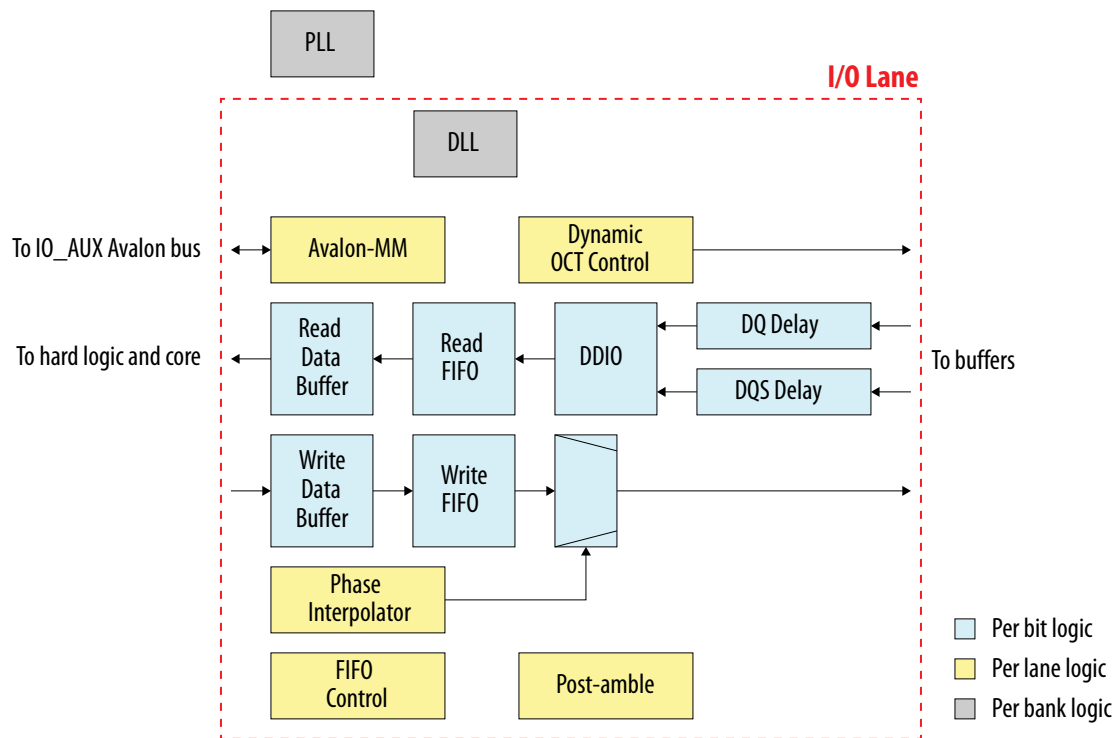 PLL
I/O Lane
DLL
To IO_AUX Avalon bus
Avalon-MM
Dynamic
OCT Control
To hard logic and core
Read
Data
Buffer
Read
FIFO
DDIO
DQ Delay
DQS Delay
To buffers
Write
Data
Buffer
Write
FIFO
Phase
Interpolator
FIFO
Control
Post-amble
Per bit logic
Per lane logic
Per bank logic